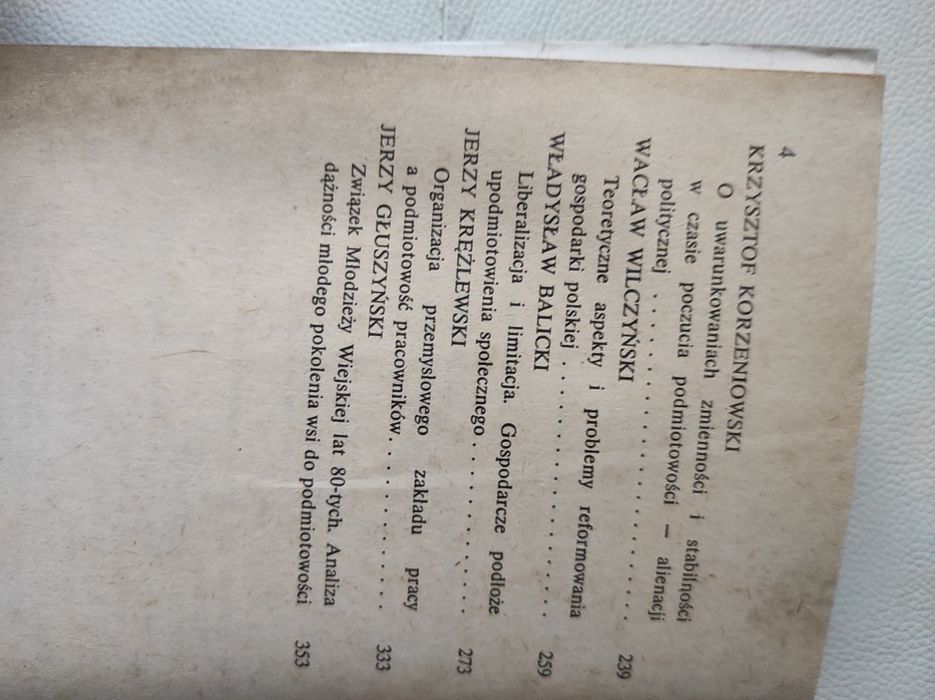 4
KRZYSZTOF KORZENIOWSKI
O uwarunkowaniach zmienności i stabilności
w czasie poczucia podmiotowości — alienacji
politycznej . . . . . . . . . . . . . . . . . . 239
WACŁAW WILCZYŃSKI
Teoretyczne aspekty i problemy reformowania
gospodarki polskiej . . . . . . . . . . . . . . 259
WŁADYSŁAW BALICKI
Liberalizacja i limitacja. Gospodarcze podłoże
upodmiotowienia społecznego . . . . . . . . . . 273
JERZY KRĘŻLEWSKI
Organizacja przemysłowego zakładu pracy
a podmiotowość pracowników. . . . . . . . . . . 333
JERZY GŁUSZYŃSKI
Związek Młodzieży Wiejskiej lat 80-tych. Analiza
dążności młodego pokolenia wsi do podmiotowości 353